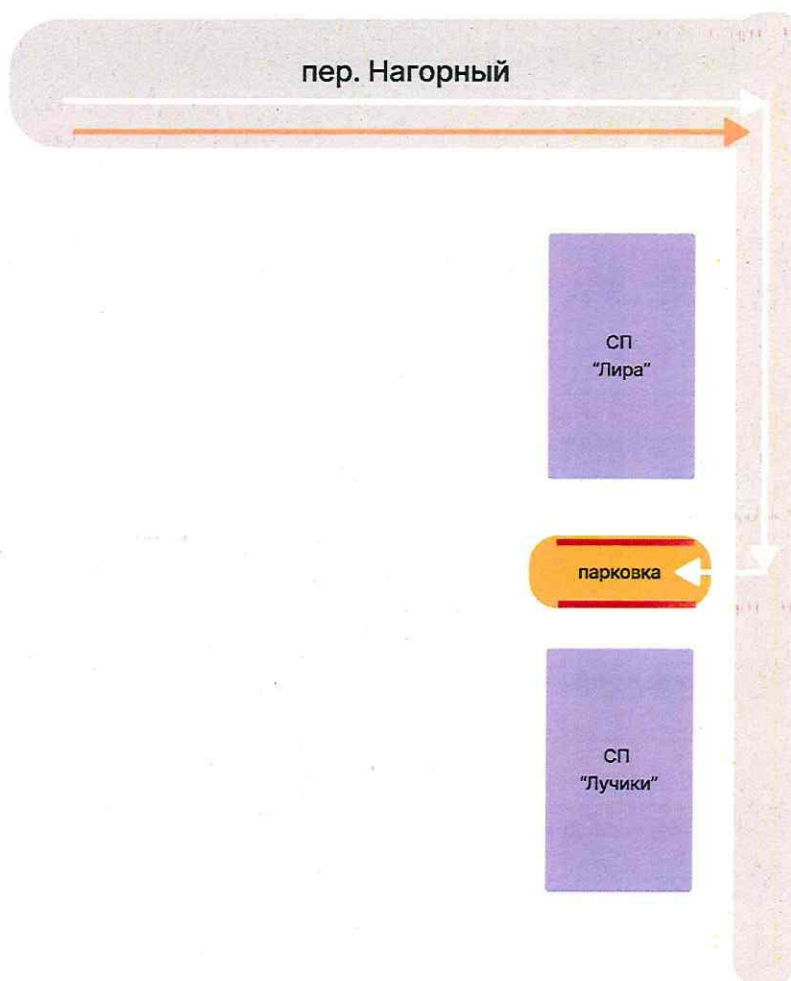 пер. Нагорный
СП
“Лира”
парковка
СП
“Лучики”